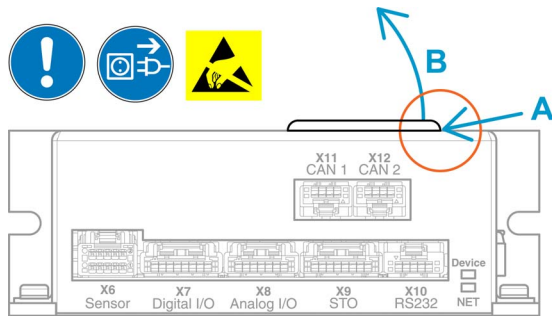 B
A
X11 X12
CAN 1 CAN 2
Device
X6 X7 X8 X9 X10
Sensor Digital I/O Analog I/O STO RS232 NET